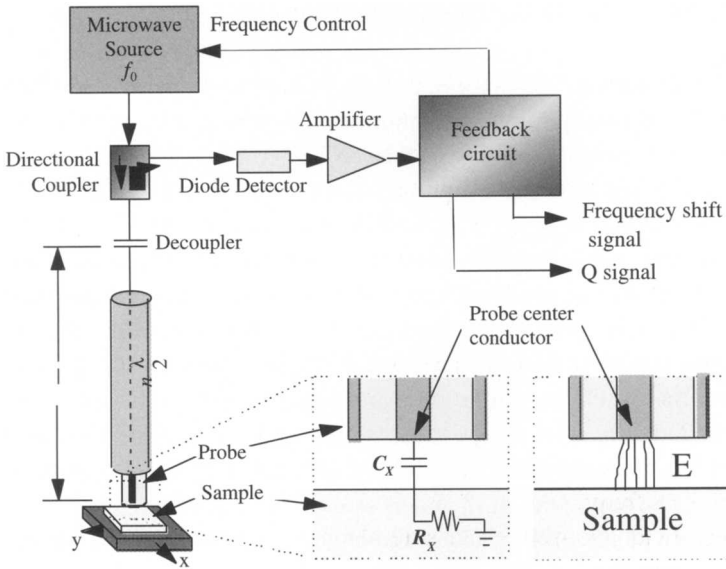 Microwave
Source
f₀
Frequency Control
Amplifier
Feedback
circuit
Directional
Coupler
Diode Detector
Frequency shift
signal
Q signal
Decoupler
n λ 2
Probe center
conductor
Probe
Sample
y
x
Cₓ
Rₓ
E
Sample